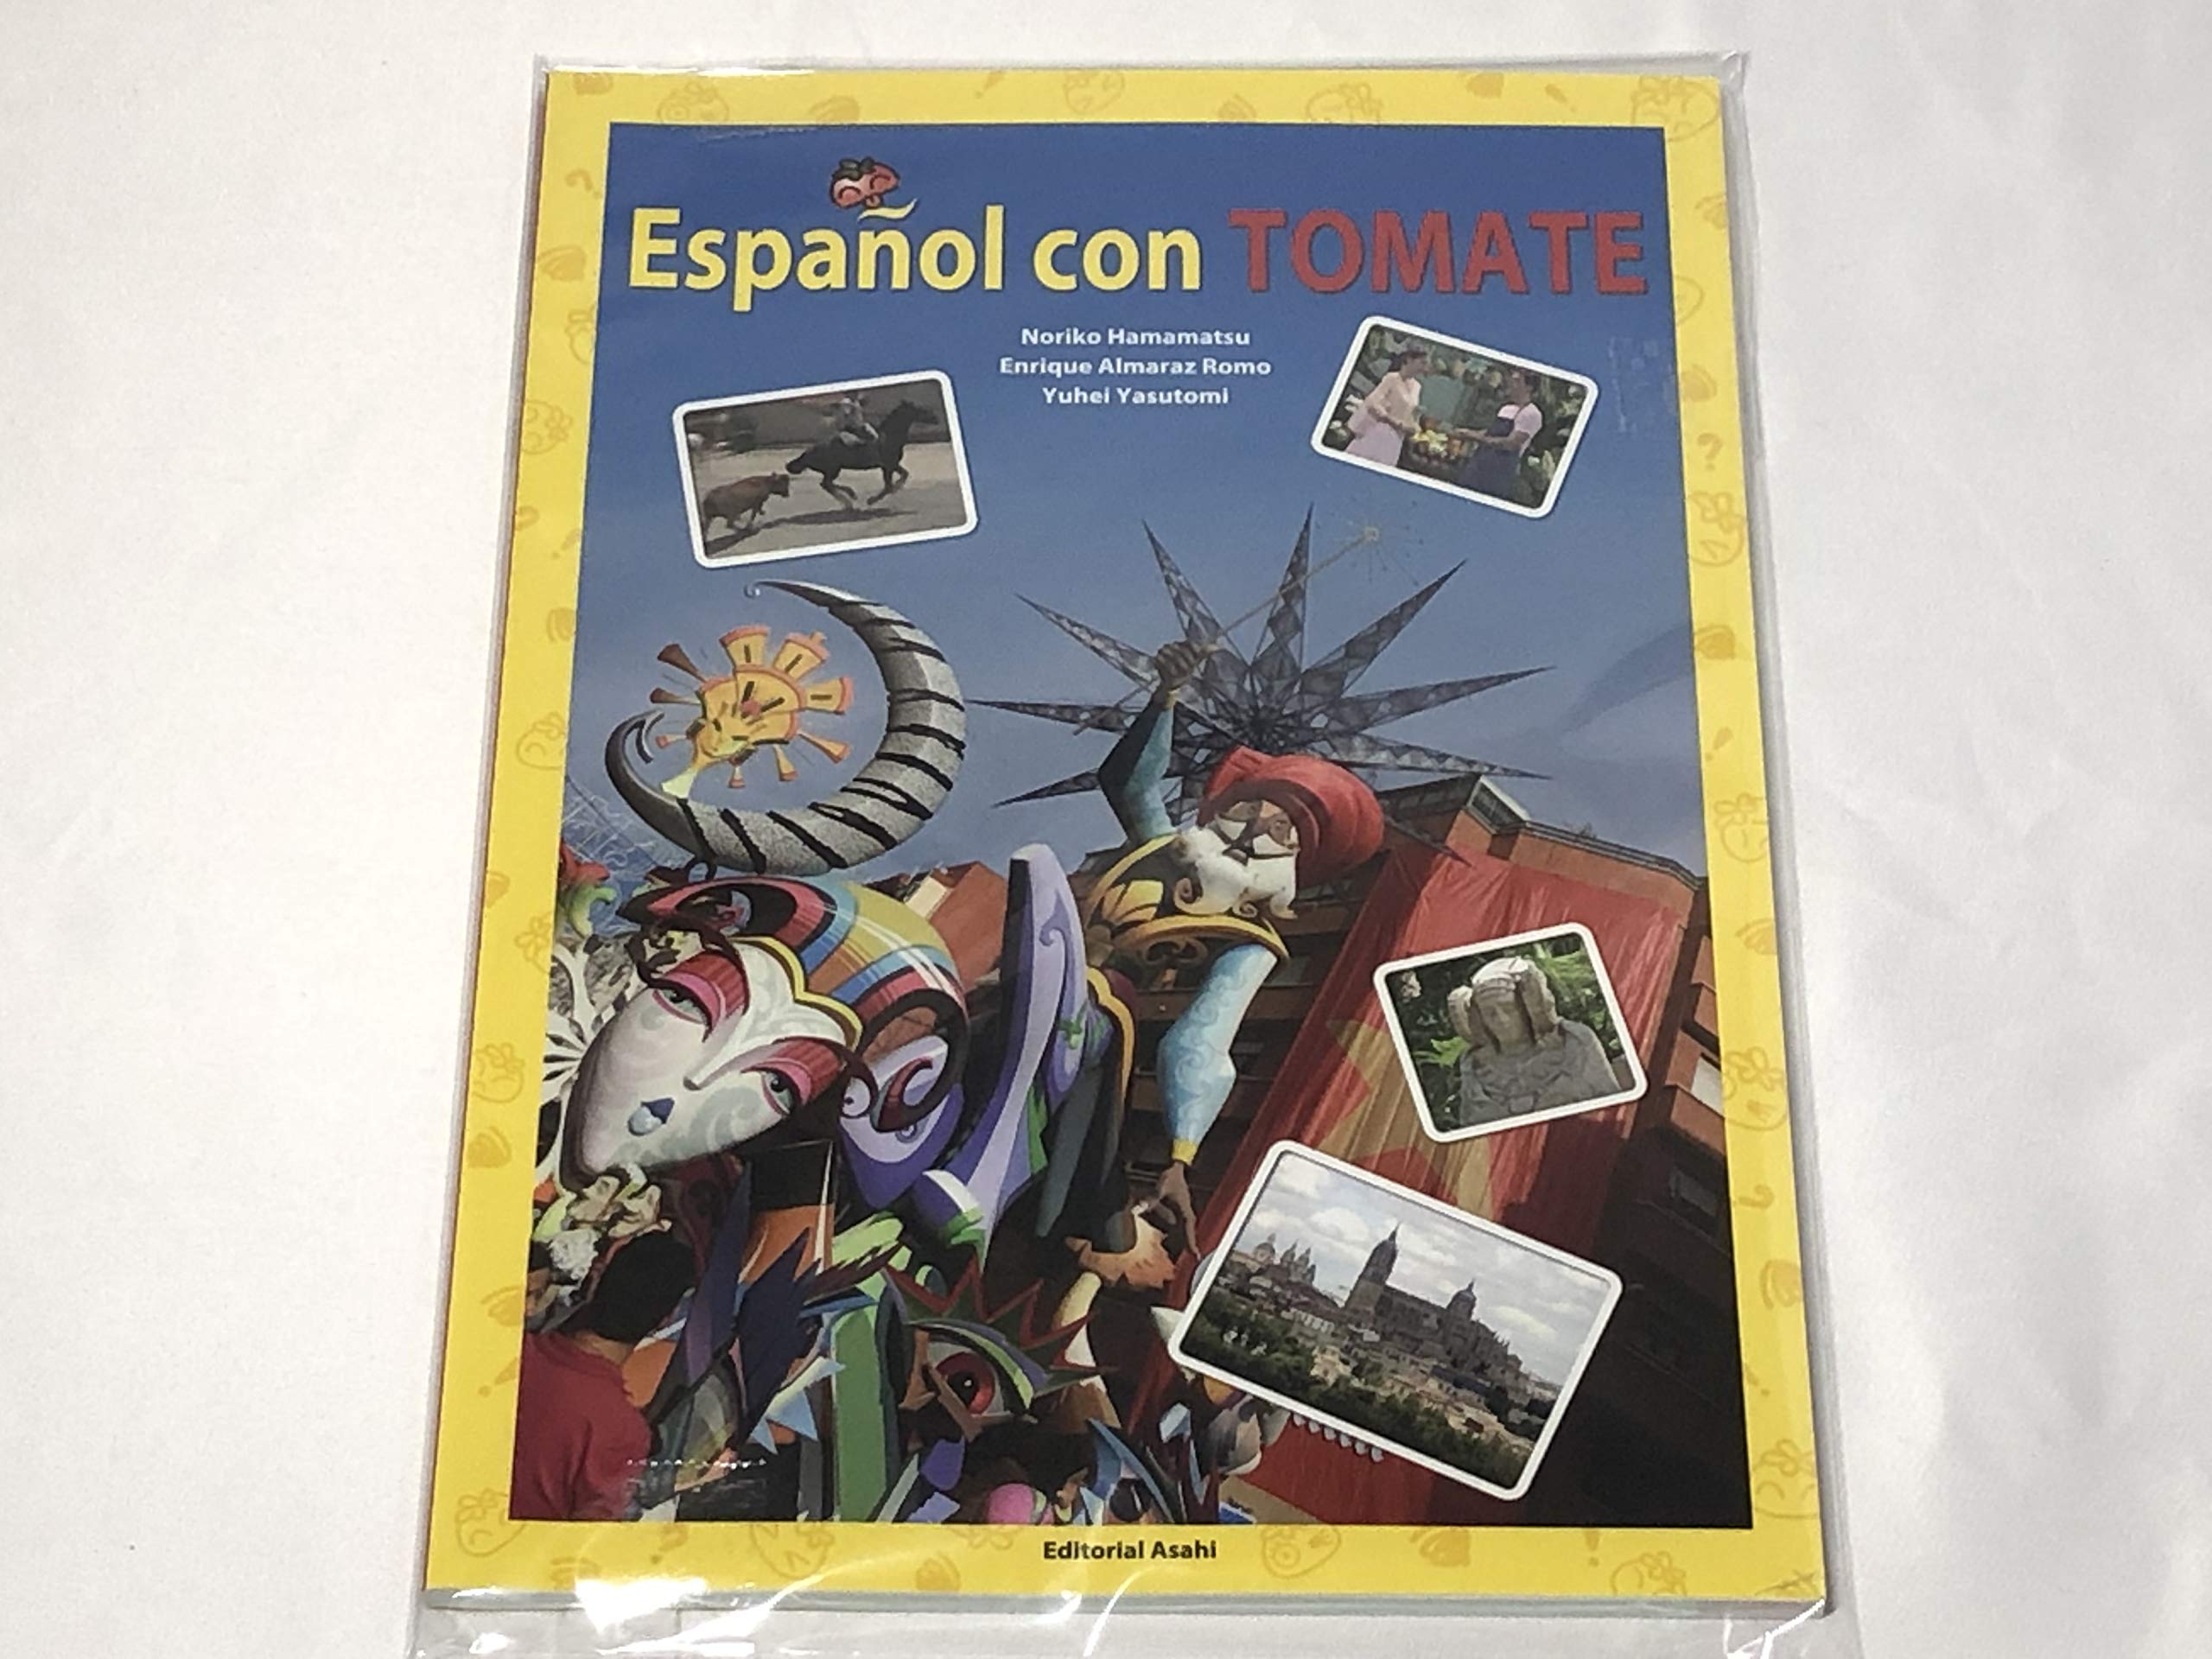 Español con TOMATE
Noriko Hamamatsu
Enrique Almaraz Romo
Yuhei Yasutomi
Editorial Asahi